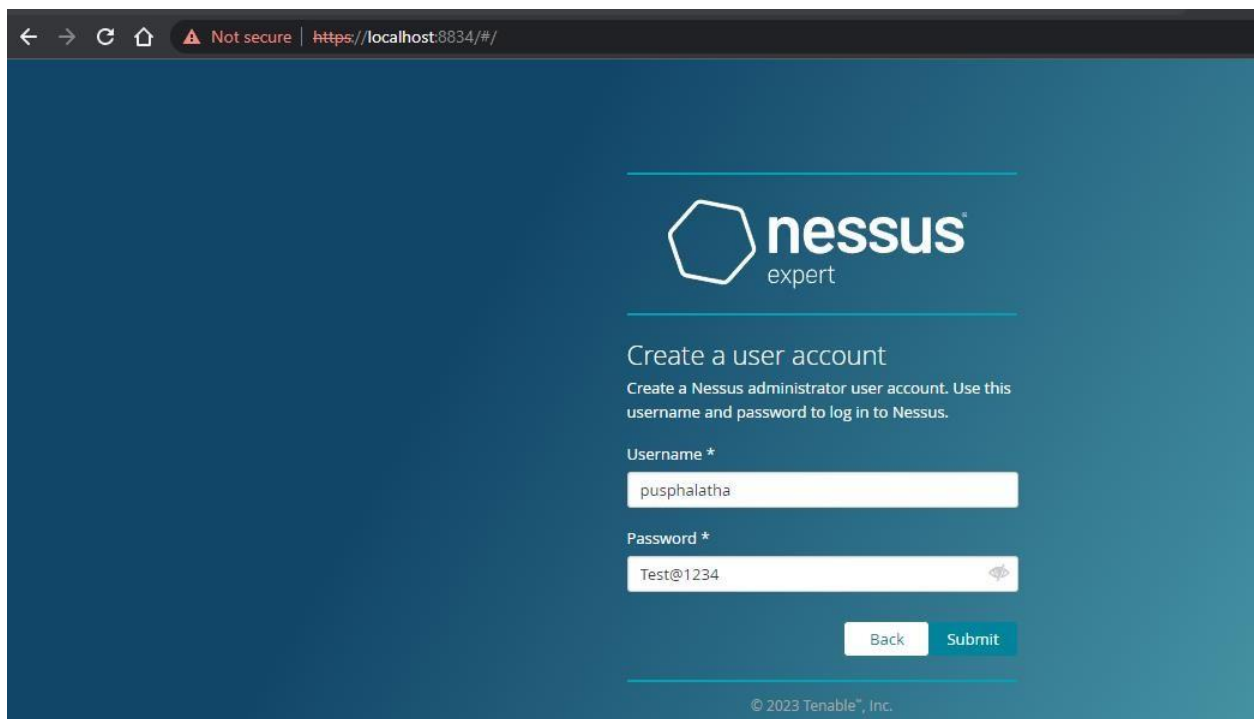 Not secure | https://localhost:8834/#/
nessus®
expert
Create a user account
Create a Nessus administrator user account. Use this
username and password to log in to Nessus.
Username *
pusphalatha
Password *
Test@1234
Back Submit
© 2023 Tenable™, Inc.